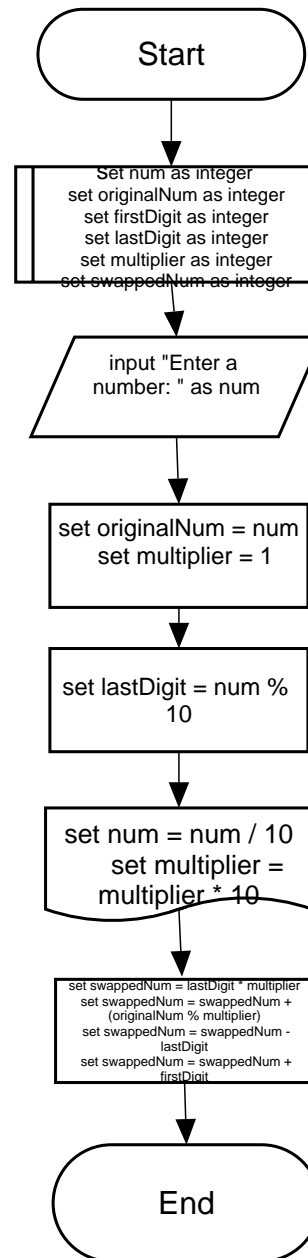 Start
Set num as integer
set originalNum as integer
set firstDigit as integer
set lastDigit as integer
set multiplier as integer
set swappedNum as integer
input "Enter a
number: " as num
set originalNum = num
set multiplier = 1
set lastDigit = num %
10
set num = num / 10
set multiplier =
multiplier * 10
set swappedNum = lastDigit * multiplier
set swappedNum = swappedNum +
(originalNum % multiplier)
set swappedNum = swappedNum -
lastDigit
set swappedNum = swappedNum +
firstDigit
End